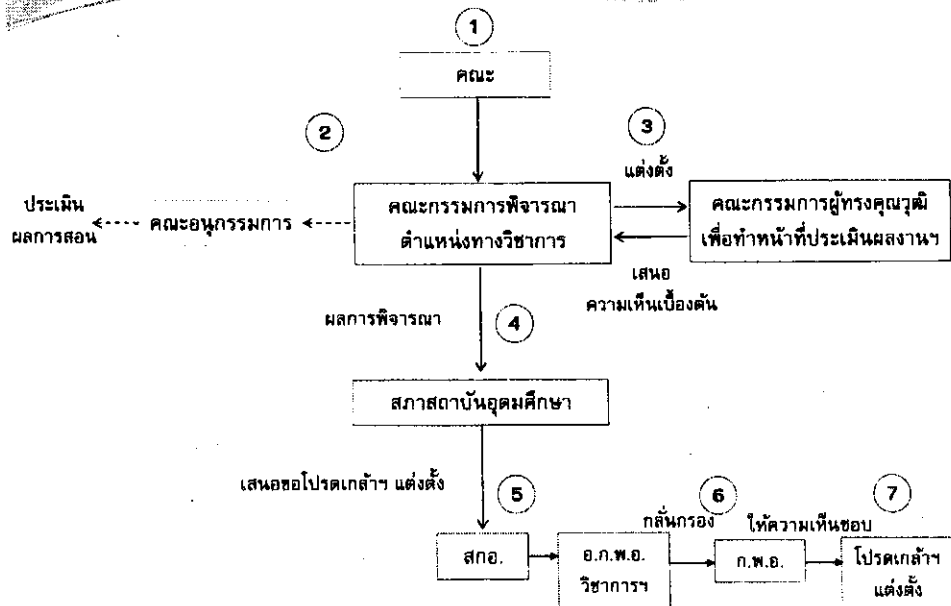 1
คณะ
2
3
แต่งตั้ง
ประเมิน
ผลการสอน
คณะอนุกรรมการ
คณะกรรมการพิจารณา
ตำแหน่งทางวิชาการ
คณะกรรมการผู้ทรงคุณวุฒิ
เพื่อทำหน้าที่ประเมินผลงานฯ
เสนอ
ความเห็นเบื้องต้น
ผลการพิจารณา
4
สภาสถาบันอุดมศึกษา
เสนอขอโปรดเกล้าฯ แต่งตั้ง
5
6
7
กลั่นกรอง
ให้ความเห็นชอบ
สกอ.
อ.ก.พ.อ.
วิชาการฯ
ก.พ.อ.
โปรดเกล้าฯ
แต่งตั้ง